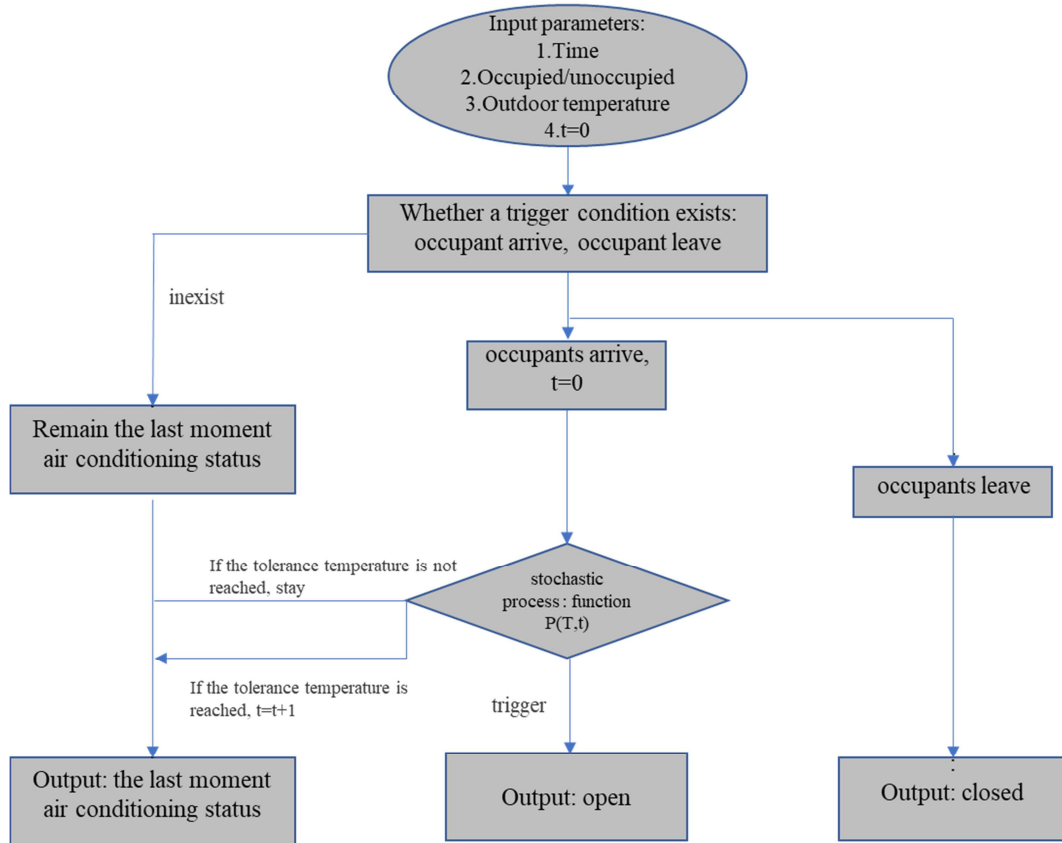 Input parameters:
1.Time
2.Occupied/unoccupied
3.Outdoor temperature
4.t=0
Whether a trigger condition exists:
occupant arrive, occupant leave
inexist
occupants arrive,
t=0
Remain the last moment
air conditioning status
occupants leave
If the tolerance temperature is not
reached, stay
stochastic
process : function
P(T,t)
If the tolerance temperature is
reached, t=t+1
trigger
Output: the last moment
air conditioning status
Output: open
:
Output: closed